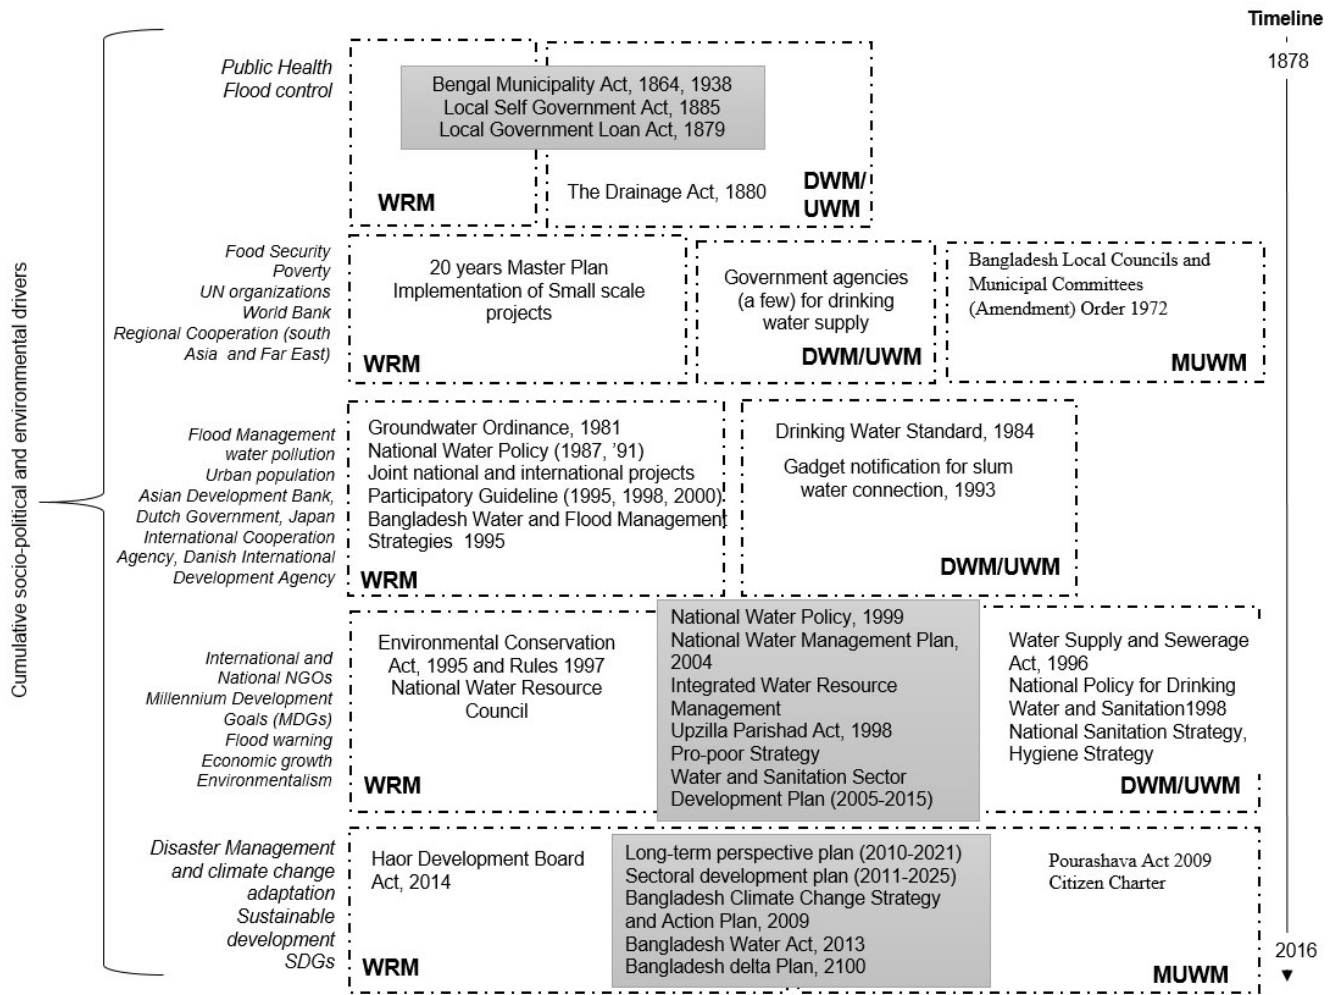 Timeline
1878
Cumulative socio-political and environmental drivers
Public Health
Flood control
Bengal Municipality Act, 1864, 1938
Local Self Government Act, 1885
Local Government Loan Act, 1879
WRM
The Drainage Act, 1880
DWM/
UWM
Food Security
Poverty
UN organizations
World Bank
Regional Cooperation (south
Asia and Far East)
20 years Master Plan
Implementation of Small scale
projects
WRM
Government agencies
(a few) for drinking
water supply
DWM/UWM
Bangladesh Local Councils and
Municipal Committees
(Amendment) Order 1972
MUWM
Flood Management
water pollution
Urban population
Asian Development Bank,
Dutch Government, Japan
International Cooperation
Agency, Danish International
Development Agency
Groundwater Ordinance, 1981
National Water Policy (1987, ’91)
Joint national and international projects
Participatory Guideline (1995, 1998, 2000)
Bangladesh Water and Flood Management
Strategies 1995
WRM
Drinking Water Standard, 1984
Gadget notification for slum
water connection, 1993
DWM/UWM
International and
National NGOs
Millennium Development
Goals (MDGs)
Flood warning
Economic growth
Environmentalism
Environmental Conservation
Act, 1995 and Rules 1997
National Water Resource
Council
WRM
National Water Policy, 1999
National Water Management Plan,
2004
Integrated Water Resource
Management
Upzilla Parishad Act, 1998
Pro-poor Strategy
Water and Sanitation Sector
Development Plan (2005-2015)
Water Supply and Sewerage
Act, 1996
National Policy for Drinking
Water and Sanitation1998
National Sanitation Strategy,
Hygiene Strategy
DWM/UWM
Disaster Management
and climate change
adaptation
Sustainable
development
SDGs
Haor Development Board
Act, 2014
WRM
Long-term perspective plan (2010-2021)
Sectoral development plan (2011-2025)
Bangladesh Climate Change Strategy
and Action Plan, 2009
Bangladesh Water Act, 2013
Bangladesh delta Plan, 2100
Pourashava Act 2009
Citizen Charter
MUWM
2016